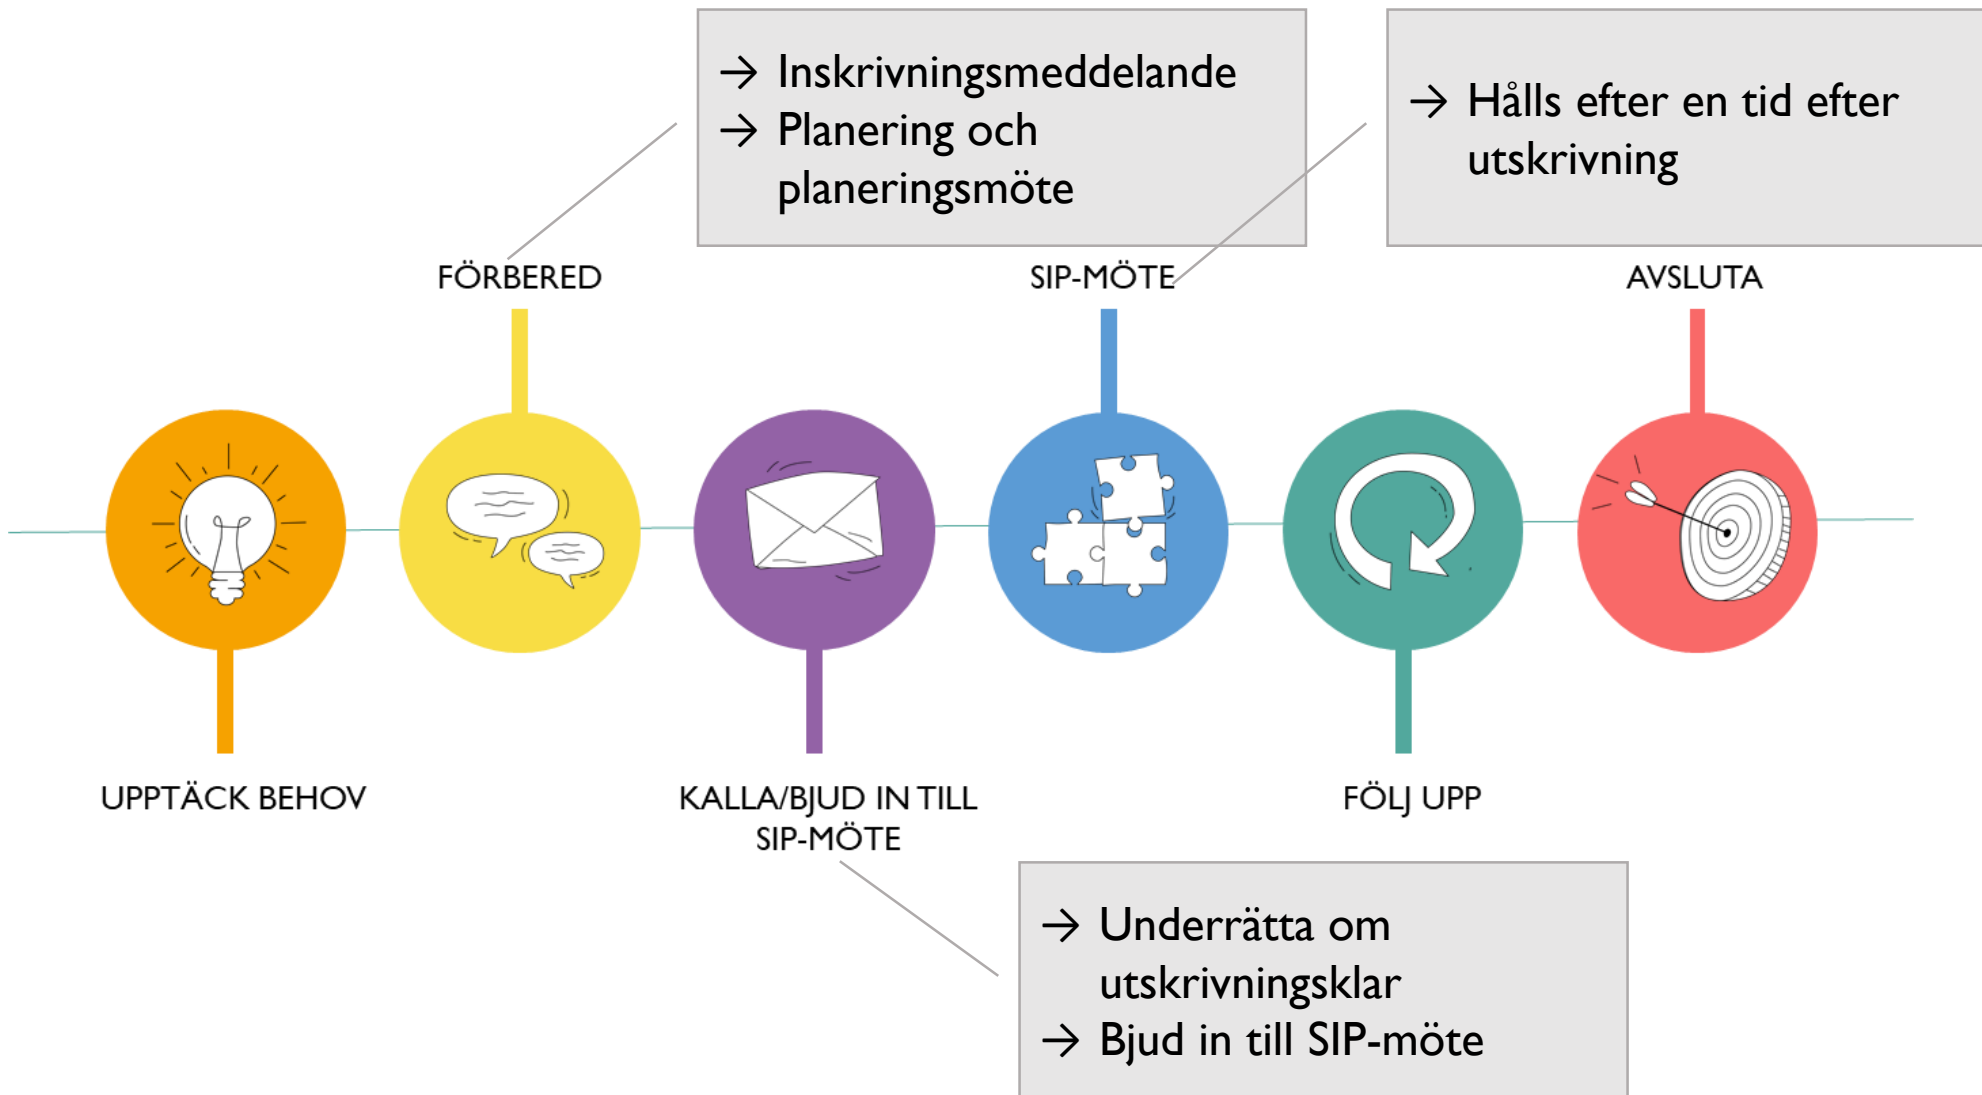 → Inskrivningsmeddelande
→ Planering och
planeringsmöte
→ Hålls efter en tid efter
utskrivning
FÖRBERED
SIP-MÖTE
AVSLUTA
UPPTÄCK BEHOV
KALLA/BJUD IN TILL
SIP-MÖTE
FÖLJ UPP
→ Underrätta om
utskrivningsklar
→ Bjud in till SIP-möte